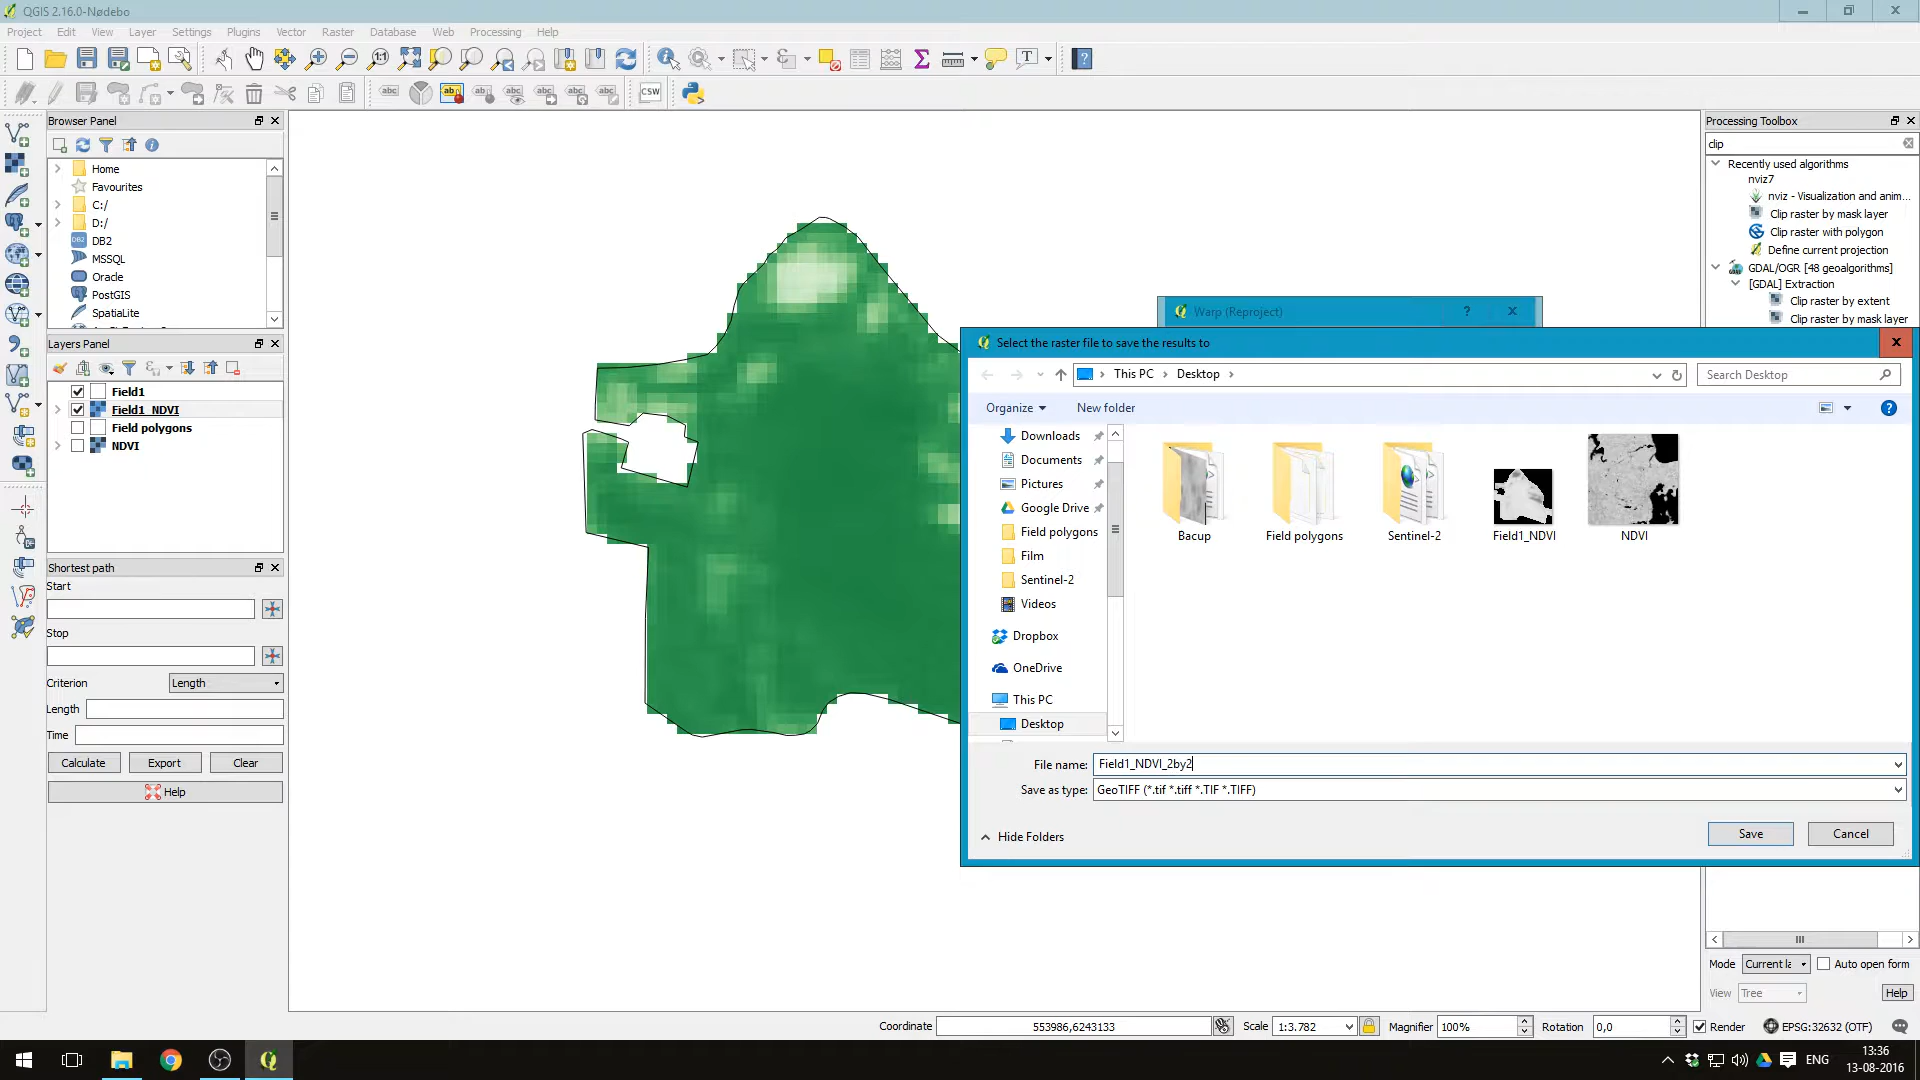 QGIS 2.16.0-Nødebo
Project Edit View Layer Settings Plugins Vector Raster Database Web Processing Help
CSW
Browser Panel
Home
Favourites
C:/
D:/
DB2
MSSQL
Oracle
PostGIS
SpatiaLite
Layers Panel
Field1
Field1_NDVI
Field polygons
NDVI
Shortest path
Start
Stop
Criterion Length
Length
Time
Calculate Export Clear
Help
Warp (Reproject)
Select the raster file to save the results to
This PC Desktop
Search Desktop
Organize New folder
Downloads
Documents
Pictures
Google Drive
Field polygons
Film
Sentinel-2
Videos
Dropbox
OneDrive
This PC
Desktop
Bacup Field polygons Sentinel-2 Field1_NDVI NDVI
File name: Field1_NDVI_2by2
Save as type: GeoTIFF (*.tif *.tiff *.TIF *.TIFF)
Hide Folders
Save Cancel
Processing Toolbox
clip
Recently used algorithms
nviz7
nviz - Visualization and anim...
Clip raster by mask layer
Clip raster with polygon
Define current projection
GDAL/OGR [48 geoalgorithms]
[GDAL] Extraction
Clip raster by extent
Clip raster by mask layer
Mode Current la Auto open form
View Tree Help
Coordinate 553986,6243133 Scale 1:3.782 Magnifier 100% Rotation 0,0 Render EPSG:32632 (OTF)
ENG
13:36
13-08-2016